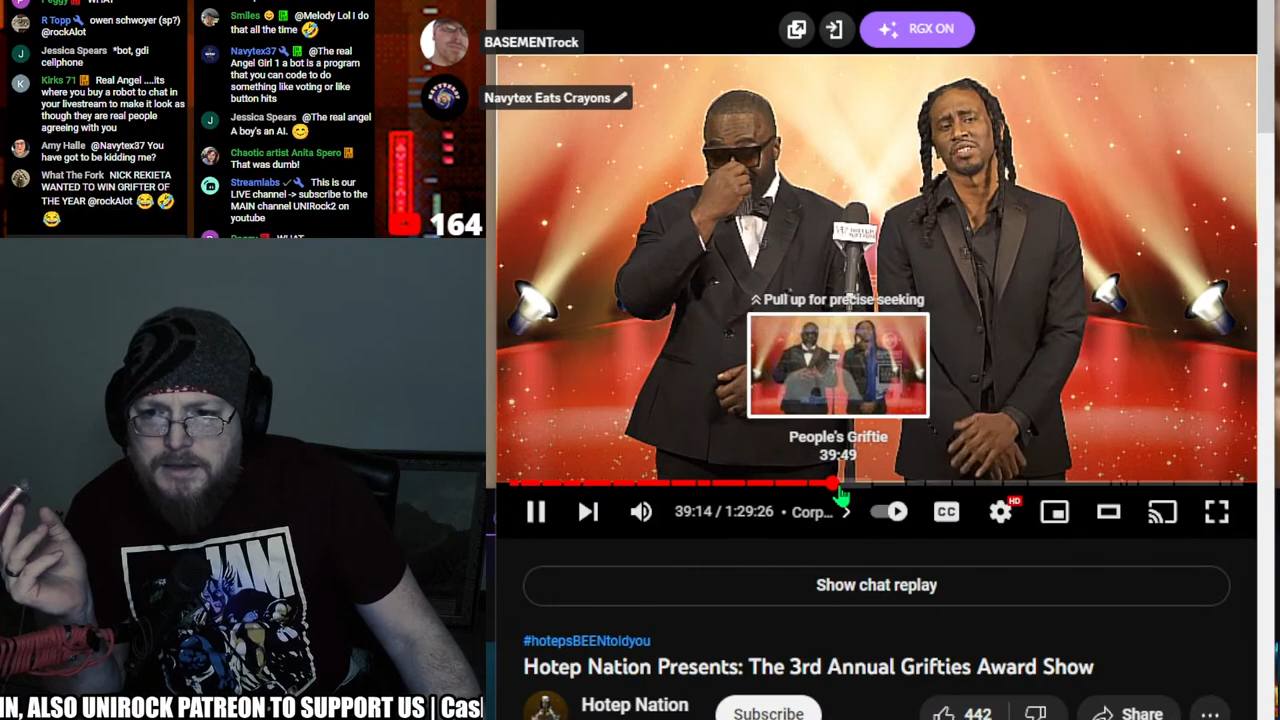 R Topp owen schwoyer (sp?)
@rockAlot
Jessica Spears *bot, gdi
cellphone
Kirks 71 Real Angel ....its
where you buy a robot to chat in
your livestream to make it look as
though they are real people
agreeing with you
Amy Halle @Navytex37 You
have got to be kidding me?
What The Fork NICK REKIETA
WANTED TO WIN GRIFTER OF
THE YEAR @rockAlot 😂 🤣
😂
Smiles @Melody Lol I do
that all the time 🤣
Navytex37 @The real
Angel Girl 1 a bot is a program
that you can code to do
something like voting or like
button hits
Jessica Spears @The real angel
A boy's an AI. 😊
Chaotic artist Anita Spero
That was dumb!
Streamlabs ✓ This is our
LIVE channel -> subscribe to the
MAIN channel UNIRock2 on
youtube
164
BASEMENTrock
Navytex Eats Crayons
RGX ON
HOTEP
NATION
Pull up for precise seeking
People's Griftie
39:49
39:14 / 1:29:26 • Corp...
CC
HD
Show chat replay
#hotepsBEENtoldyou
Hotep Nation Presents: The 3rd Annual Grifties Award Show
Hotep Nation
Subscribe
442
Share
JAM
IN, ALSO UNIROCK PATREON TO SUPPORT US | Cas